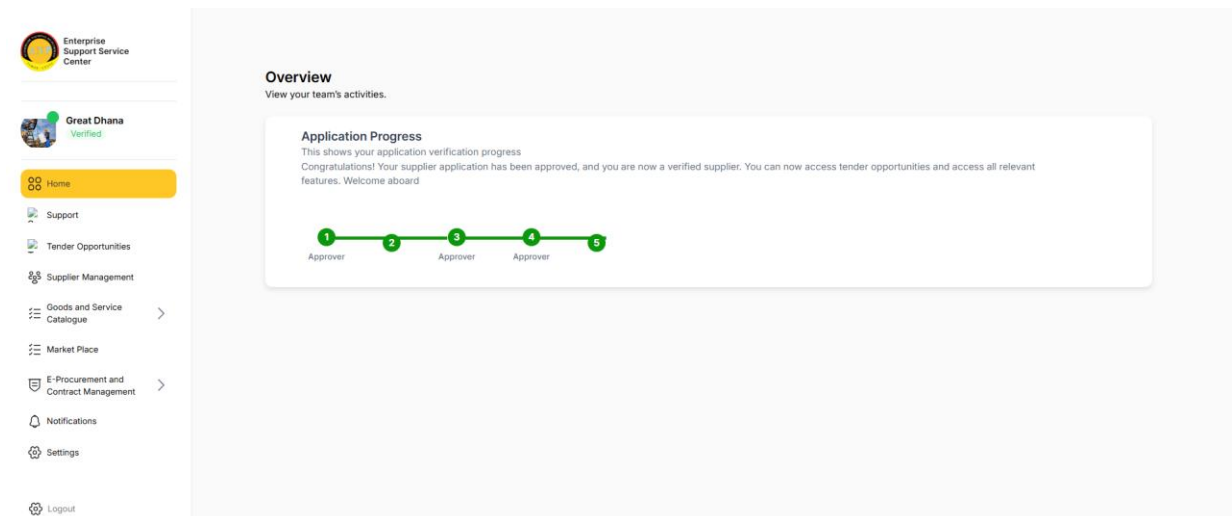 Enterprise
Support Service
Center
Great Dhana
Verified
Home
Support
Tender Opportunities
Supplier Management
Goods and Service
Catalogue
Market Place
E-Procurement and
Contract Management
Notifications
Settings
Logout
Overview
View your team's activities.
Application Progress
This shows your application verification progress
Congratulations! Your supplier application has been approved, and you are now a verified supplier. You can now access tender opportunities and access all relevant
features. Welcome aboard
1 2 3 4 5
Approver Approver Approver